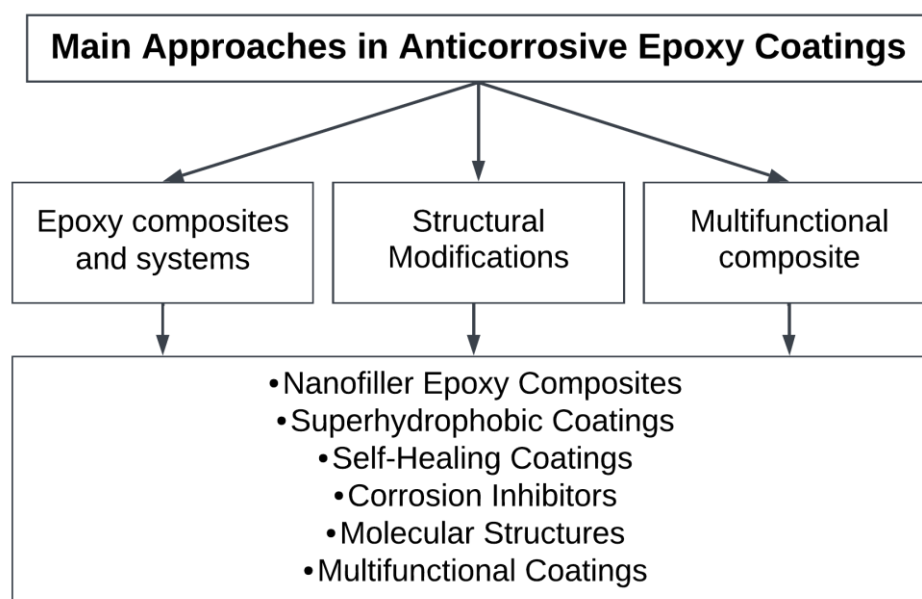 Main Approaches in Anticorrosive Epoxy Coatings
Epoxy composites
and systems
Structural
Modifications
Multifunctional
composite
•Nanofiller Epoxy Composites
•Superhydrophobic Coatings
•Self-Healing Coatings
•Corrosion Inhibitors
•Molecular Structures
•Multifunctional Coatings